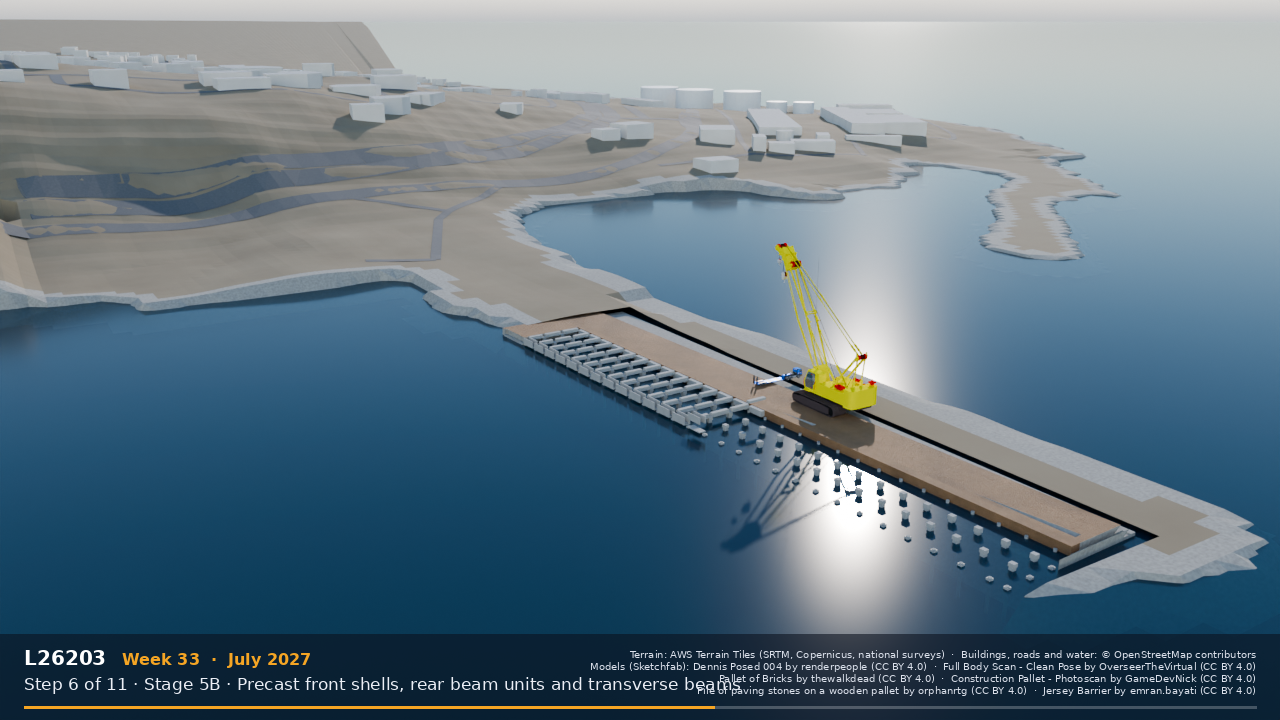 L26203 Week 33 · July 2027
Step 6 of 11 · Stage 5B · Precast front shells, rear beam units and transverse beams
Terrain: AWS Terrain Tiles (SRTM, Copernicus, national surveys) · Buildings, roads and water: © OpenStreetMap contributors
Models (Sketchfab): Dennis Posed 004 by renderpeople (CC BY 4.0) · Full Body Scan - Clean Pose by OverseerTheVirtual (CC BY 4.0)
Pallet of Bricks by thewalkdead (CC BY 4.0) · Construction Pallet - Photoscan by GameDevNick (CC BY 4.0)
Pile of paving stones on a wooden pallet by orphanrtg (CC BY 4.0) · Jersey Barrier by emran.bayati (CC BY 4.0)